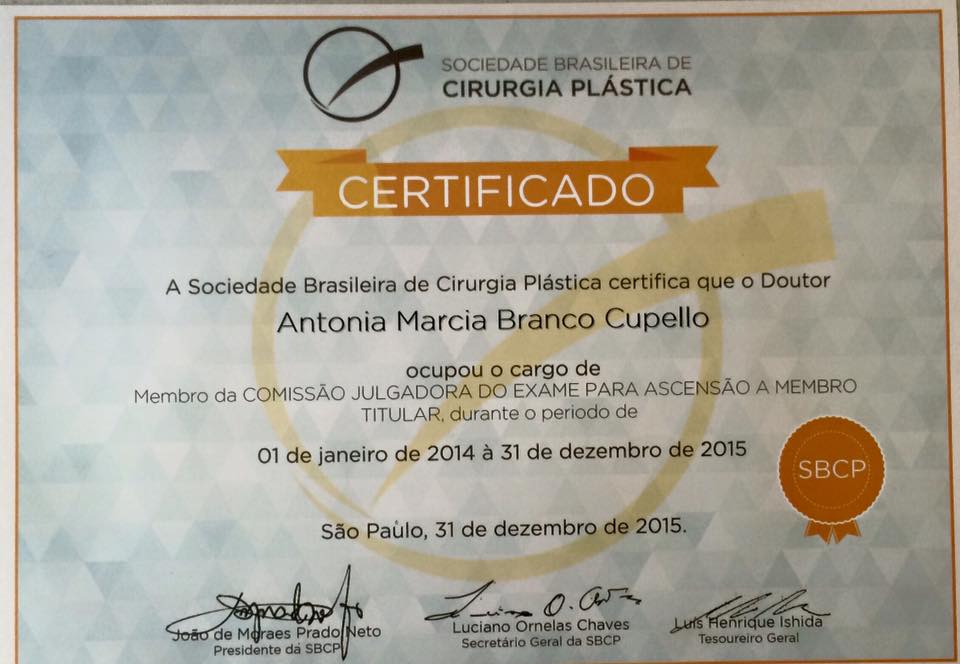 SOCIEDADE BRASILEIRA DE
CIRURGIA PLÁSTICA
CERTIFICADO
A Sociedade Brasileira de Cirurgia Plástica certifica que o Doutor
Antonia Marcia Branco Cupello
ocupou o cargo de
Membro da COMISSÃO JULGADORA DO EXAME PARA ASCENSÃO A MEMBRO
TITULAR, durante o periodo de
01 de janeiro de 2014 à 31 de dezembro de 2015
SBCP
São Paulo, 31 de dezembro de 2015.
João de Moraes Prado Neto
Presidente da SBCP
Luciano Ornelas Chaves
Secretário Geral da SBCP
Luis Henrique Ishida
Tesoureiro Geral